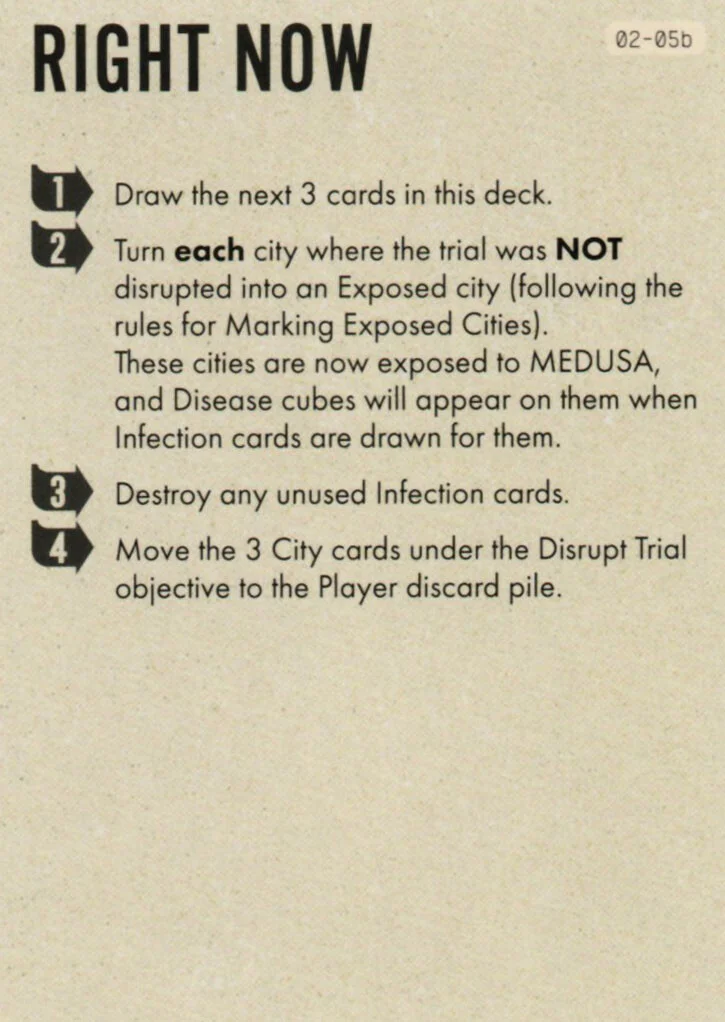 RIGHT NOW
02-05b
1 Draw the next 3 cards in this deck.
2 Turn each city where the trial was NOT
disrupted into an Exposed city (following the
rules for Marking Exposed Cities).
These cities are now exposed to MEDUSA,
and Disease cubes will appear on them when
Infection cards are drawn for them.
3 Destroy any unused Infection cards.
4 Move the 3 City cards under the Disrupt Trial
objective to the Player discard pile.